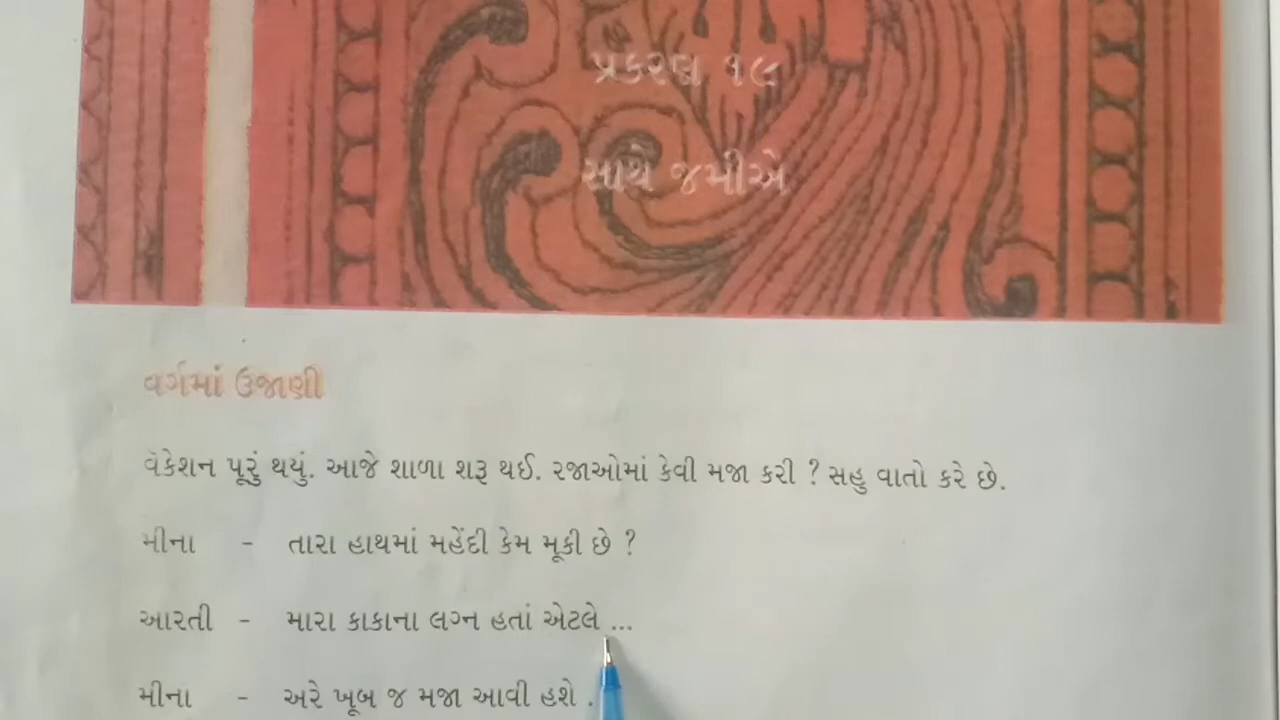 પ્રકરણ ૧૯
સાથે જમીએ
વર્ગમાં ઉજાણી
વૅકેશન પૂરું થયું. આજે શાળા શરૂ થઈ. રજાઓમાં કેવી મજા કરી ? સહુ વાતો કરે છે.
મીના - તારા હાથમાં મહેંદી કેમ મૂકી છે ?
આરતી - મારા કાકાના લગ્ન હતાં એટલે ...
મીના - અરે ખૂબ જ મજા આવી હશે .